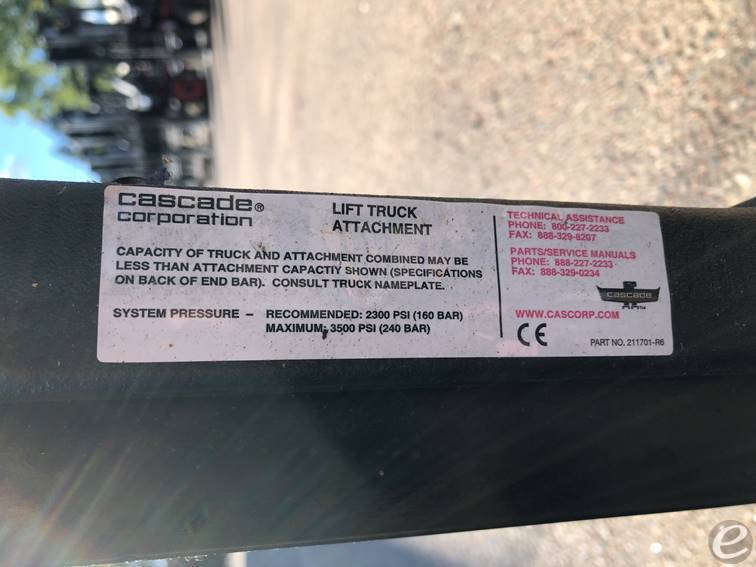 cascade®
corporation
LIFT TRUCK
ATTACHMENT
CAPACITY OF TRUCK AND ATTACHMENT COMBINED MAY BE
LESS THAN ATTACHMENT CAPACTIY SHOWN (SPECIFICATIONS
ON BACK OF END BAR). CONSULT TRUCK NAMEPLATE.
SYSTEM PRESSURE – RECOMMENDED: 2300 PSI (160 BAR)
MAXIMUM: 3500 PSI (240 BAR)
TECHNICAL ASSISTANCE
PHONE: 800-227-2233
FAX: 888-329-8207
PARTS/SERVICE MANUALS
PHONE: 888-227-2233
FAX: 888-329-0234
cascade
WWW.CASCORP.COM
CE
PART NO. 211701-R6
e